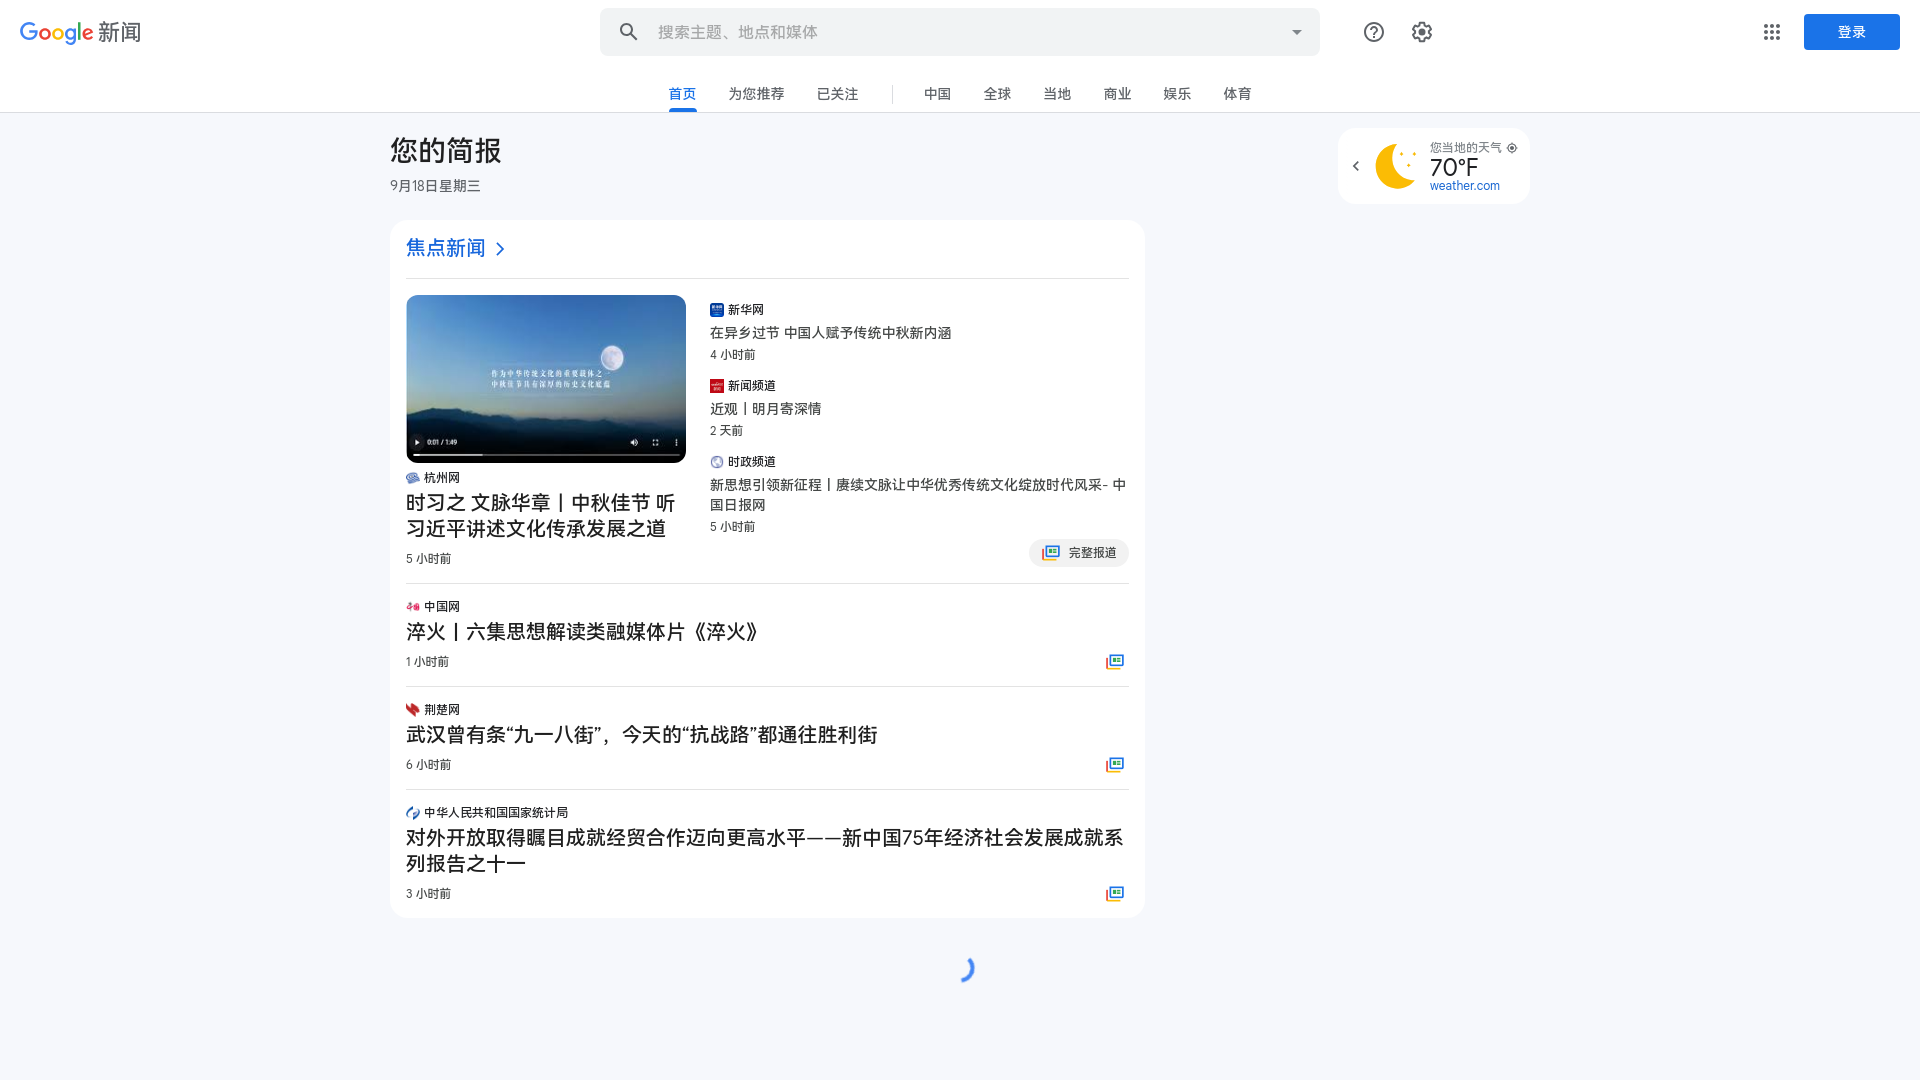 Google 新闻
搜索主题、地点和媒体
登录
首页
为您推荐
已关注
中国
全球
当地
商业
娱乐
体育
您的简报
9月18日星期三
您当地的天气
70°F
weather.com
焦点新闻
作为中华传统文化的重要载体之一
中秋佳节具有深厚的历史文化底蕴
0:01 / 1:49
杭州网
时习之 文脉华章丨中秋佳节 听
习近平讲述文化传承发展之道
5 小时前
新华网
在异乡过节 中国人赋予传统中秋新内涵
4 小时前
新闻频道
近观丨明月寄深情
2 天前
时政频道
新思想引领新征程丨赓续文脉让中华优秀传统文化绽放时代风采- 中
国日报网
5 小时前
完整报道
中国网
淬火丨六集思想解读类融媒体片《淬火》
1 小时前
荆楚网
武汉曾有条“九一八街”，今天的“抗战路”都通往胜利街
6 小时前
中华人民共和国国家统计局
对外开放取得瞩目成就经贸合作迈向更高水平——新中国75年经济社会发展成就系
列报告之十一
3 小时前